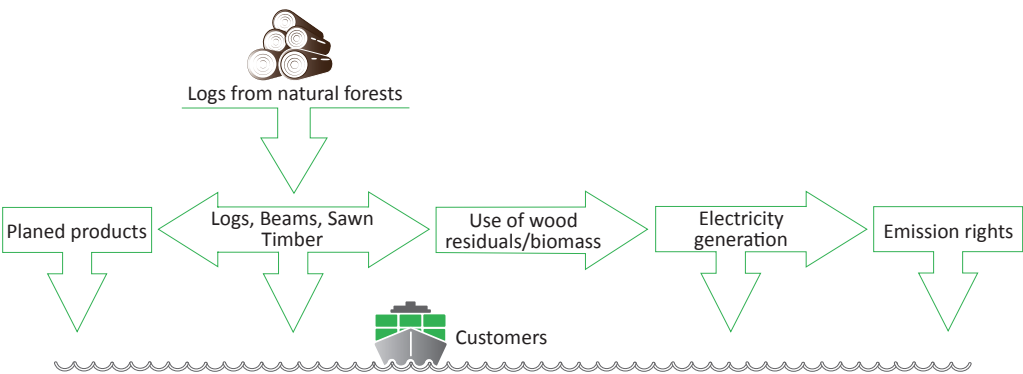 Logs from natural forests
Planed products
Logs, Beams, Sawn
Timber
Use of wood
residuals/biomass
Electricity
generation
Emission rights
Customers